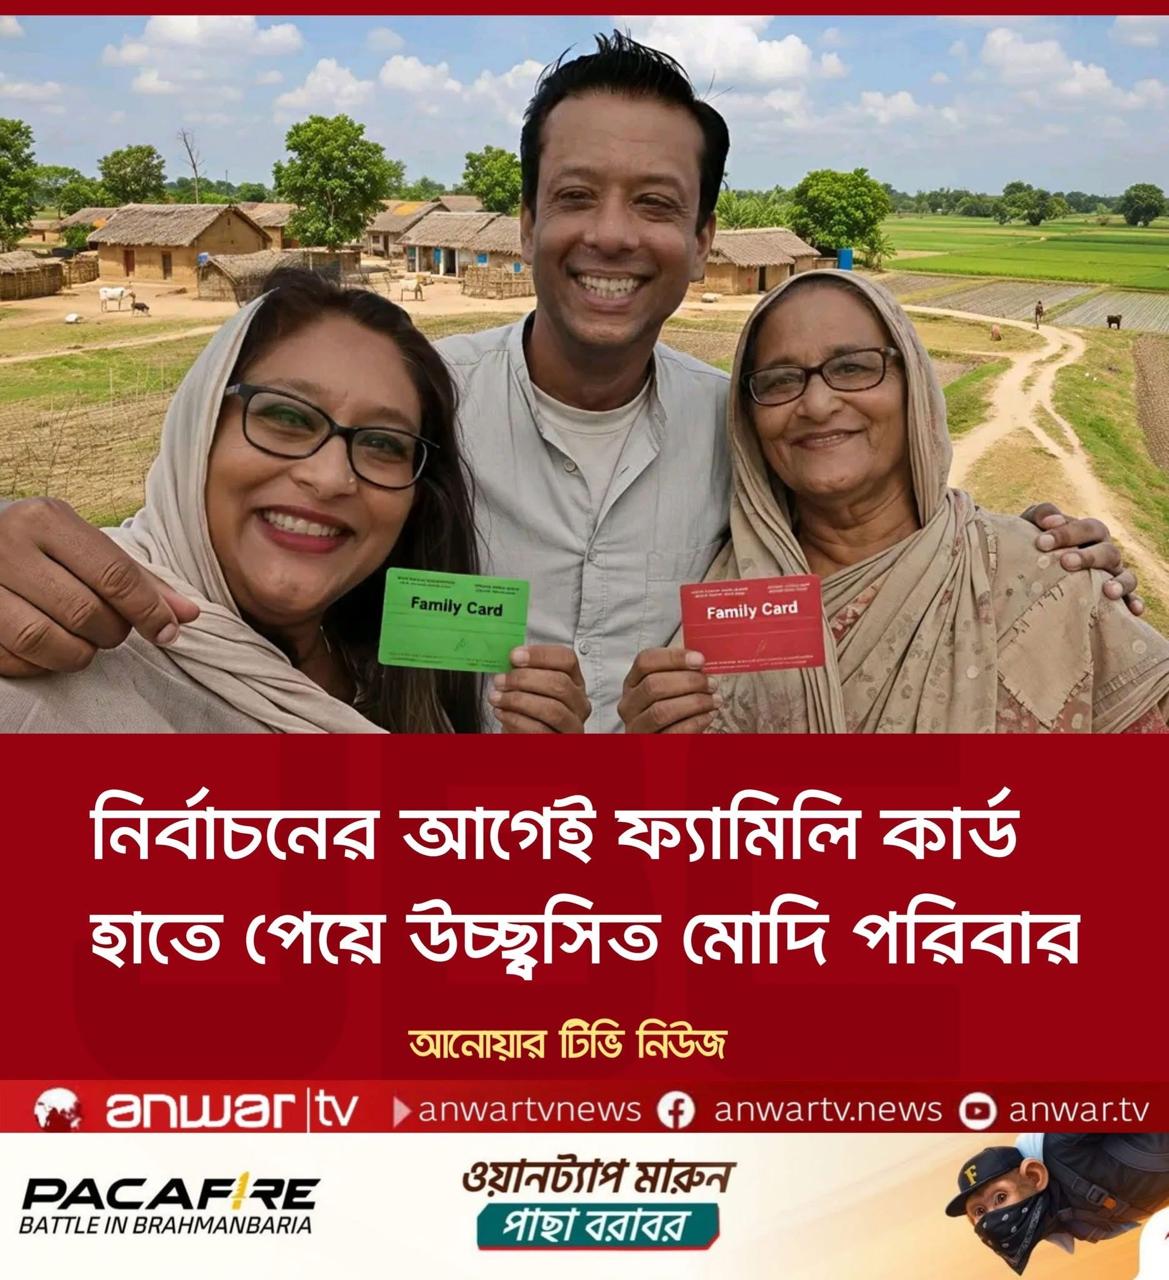 Family Card
Family Card
নির্বাচনের আগেই ফ্যামিলি কার্ড
হাতে পেয়ে উচ্ছ্বসিত মোদি পরিবার
আনোয়ার টিভি নিউজ
anwar|tv
anwartvnews
anwartv.news
anwar.tv
PACAFIRE
BATTLE IN BRAHMANBARIA
ওয়ানট্যাপ মারুন
পাছা বরাবর
F